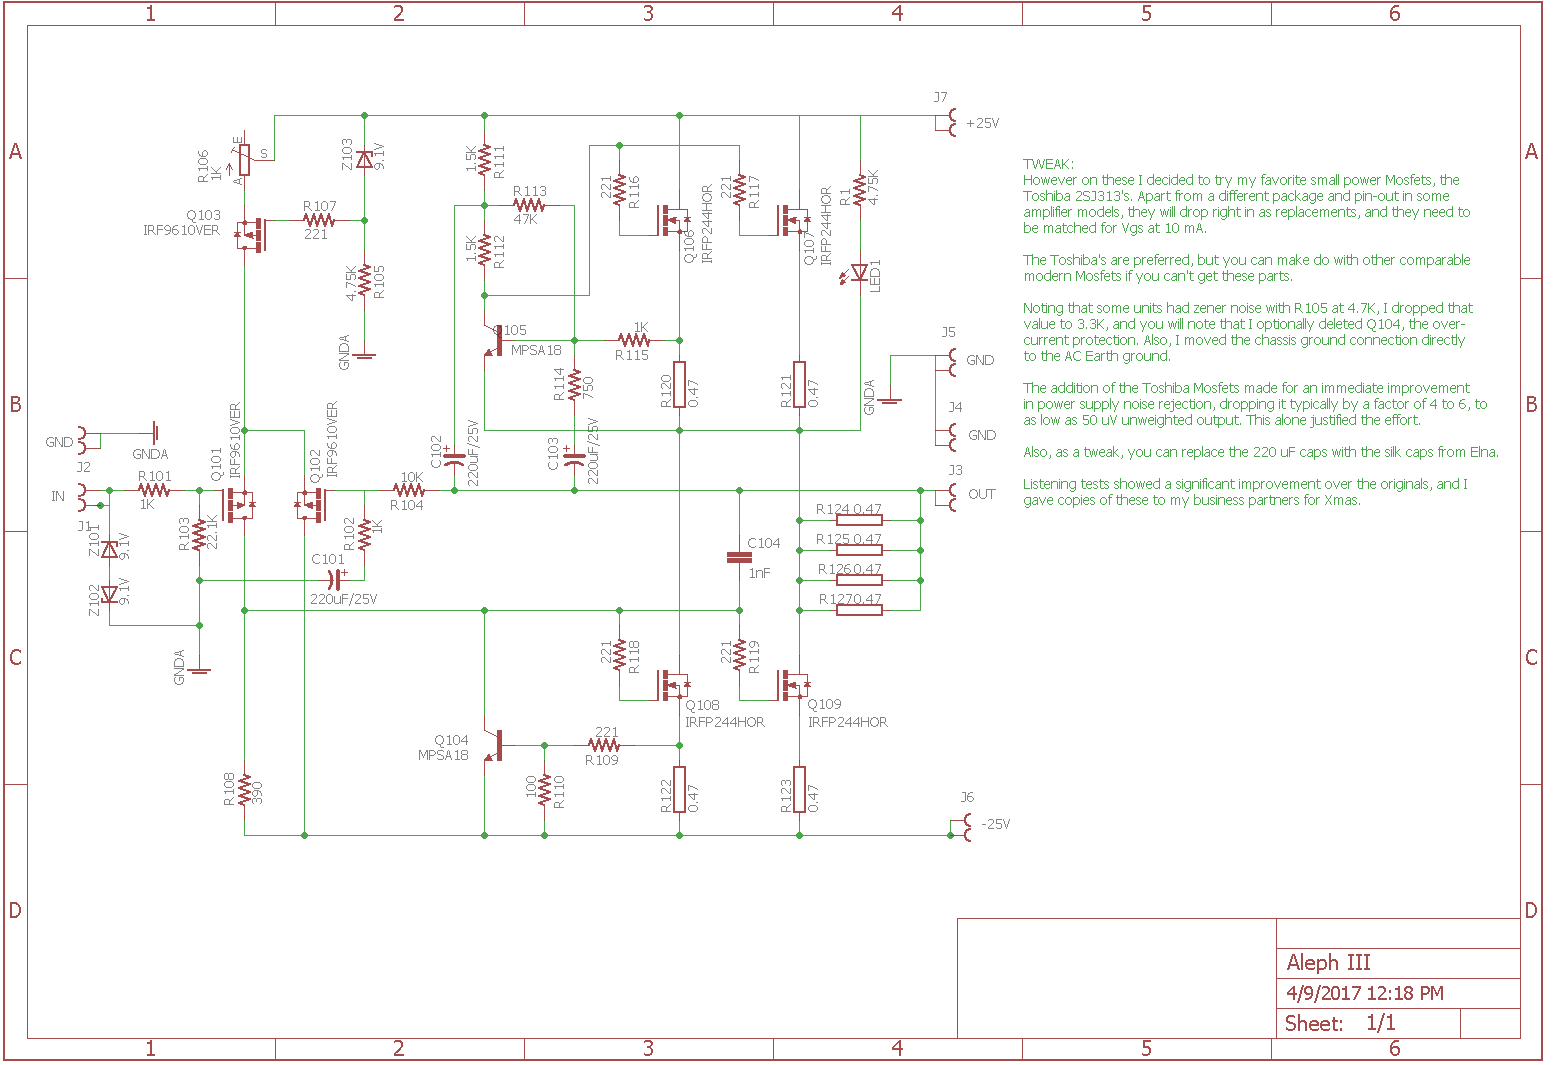 1 2 3 4 5 6
A
A
J7
+25V
R106
1K
E
S
A
Z103
9.1V
1.5K
R111
R113
47K
221
R116
221
R117
R1
4.75K
TWEAK:
However on these I decided to try my favorite small power Mosfets, the
Toshiba 2SJ313's. Apart from a different package and pin-out in some
amplifier models, they will drop right in as replacements, and they need to
be matched for Vgs at 10 mA.
The Toshiba's are preferred, but you can make do with other comparable
modern Mosfets if you can't get these parts.
Noting that some units had zener noise with R105 at 4.7K, I dropped that
value to 3.3K, and you will note that I optionally deleted Q104, the over-
current protection. Also, I moved the chassis ground connection directly
to the AC Earth ground.
The addition of the Toshiba Mosfets made for an immediate improvement
in power supply noise rejection, dropping it typically by a factor of 4 to 6, to
as low as 50 uV unweighted output. This alone justified the effort.
Also, as a tweak, you can replace the 220 uF caps with the silk caps from Elna.
Listening tests showed a significant improvement over the originals, and I
gave copies of these to my business partners for Xmas.
Q103
IRF9610VER
R107
221
1.5K
R112
Q106
IRFP244HOR
Q107
IRFP244HOR
4.75K
R105
LED1
GNDA
Q105
MPSA18
1K
R115
J5
GND
B
B
R114
750
R120
0.47
R121
0.47
GNDA
J4
GND
GND
J2
GNDA
Q101
IRF9610VER
Q102
IRF9610VER
C102
+
220uF/25V
C103
+
220uF/25V
IN
J1
R101
1K
10K
R104
J3
OUT
R103
22.1K
R102
1K
R124 0.47
R125 0.47
R126 0.47
R127 0.47
Z101
9.1V
Z102
9.1V
C101
+
220uF/25V
C104
1nF
C
C
GNDA
221
R118
221
R119
Q108
IRFP244HOR
Q109
IRFP244HOR
Q104
MPSA18
221
R109
R108
390
100
R110
R122
0.47
R123
0.47
J6
-25V
D
D
Aleph III
4/9/2017 12:18 PM
Sheet: 1/1
1 2 3 4 5 6